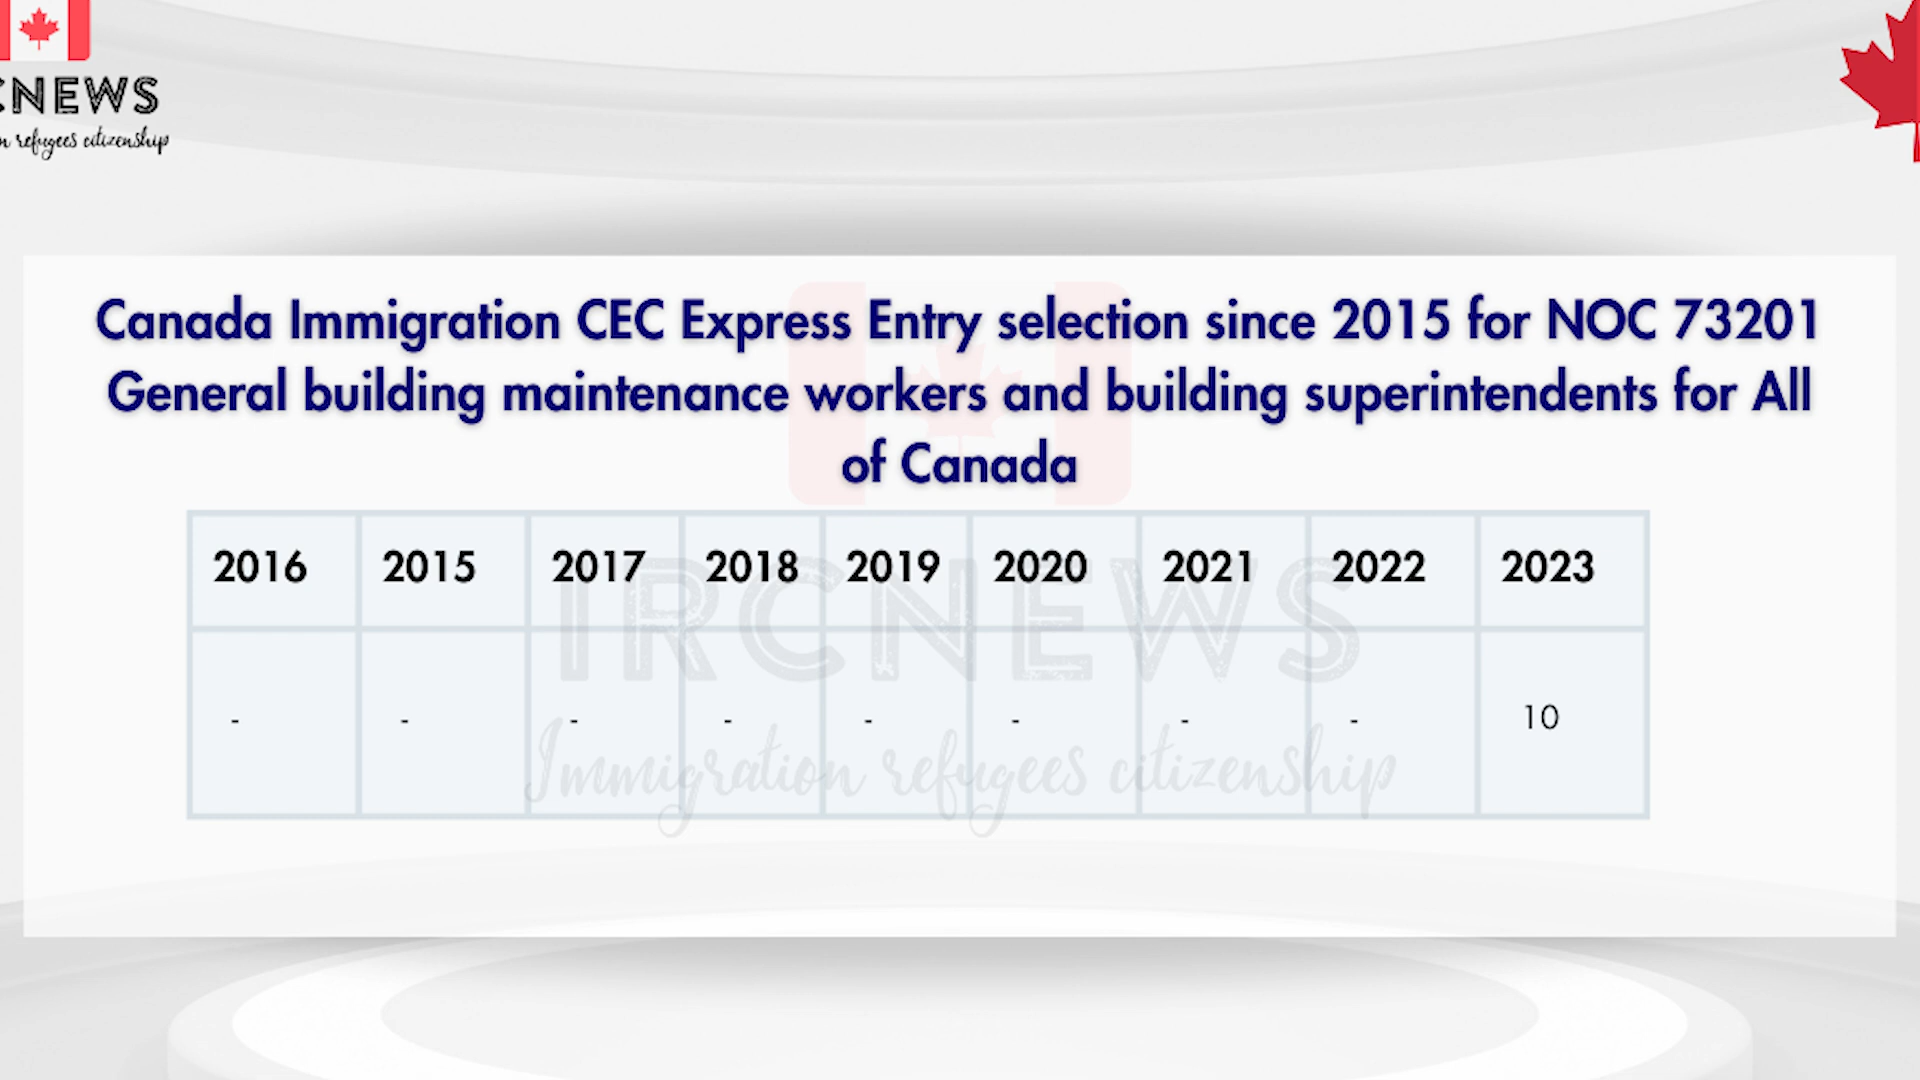 CNEWS
n refugees citizenship
Canada Immigration CEC Express Entry selection since 2015 for NOC 73201
General building maintenance workers and building superintendents for All
of Canada
2016 2015 2017 2018 2019 2020 2021 2022 2023
- - - - - - - - 10
IRCNEWS
Immigration refugees citizenship